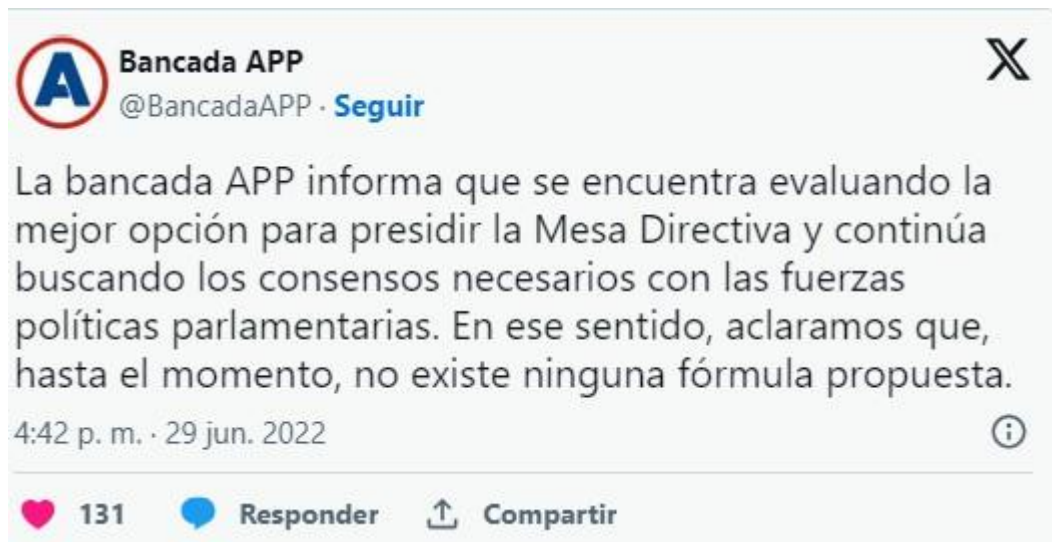 Bancada APP
@BancadaAPP · Seguir
La bancada APP informa que se encuentra evaluando la
mejor opción para presidir la Mesa Directiva y continúa
buscando los consensos necesarios con las fuerzas
políticas parlamentarias. En ese sentido, aclaramos que,
hasta el momento, no existe ninguna fórmula propuesta.
4:42 p. m. · 29 jun. 2022
131 Responder Compartir